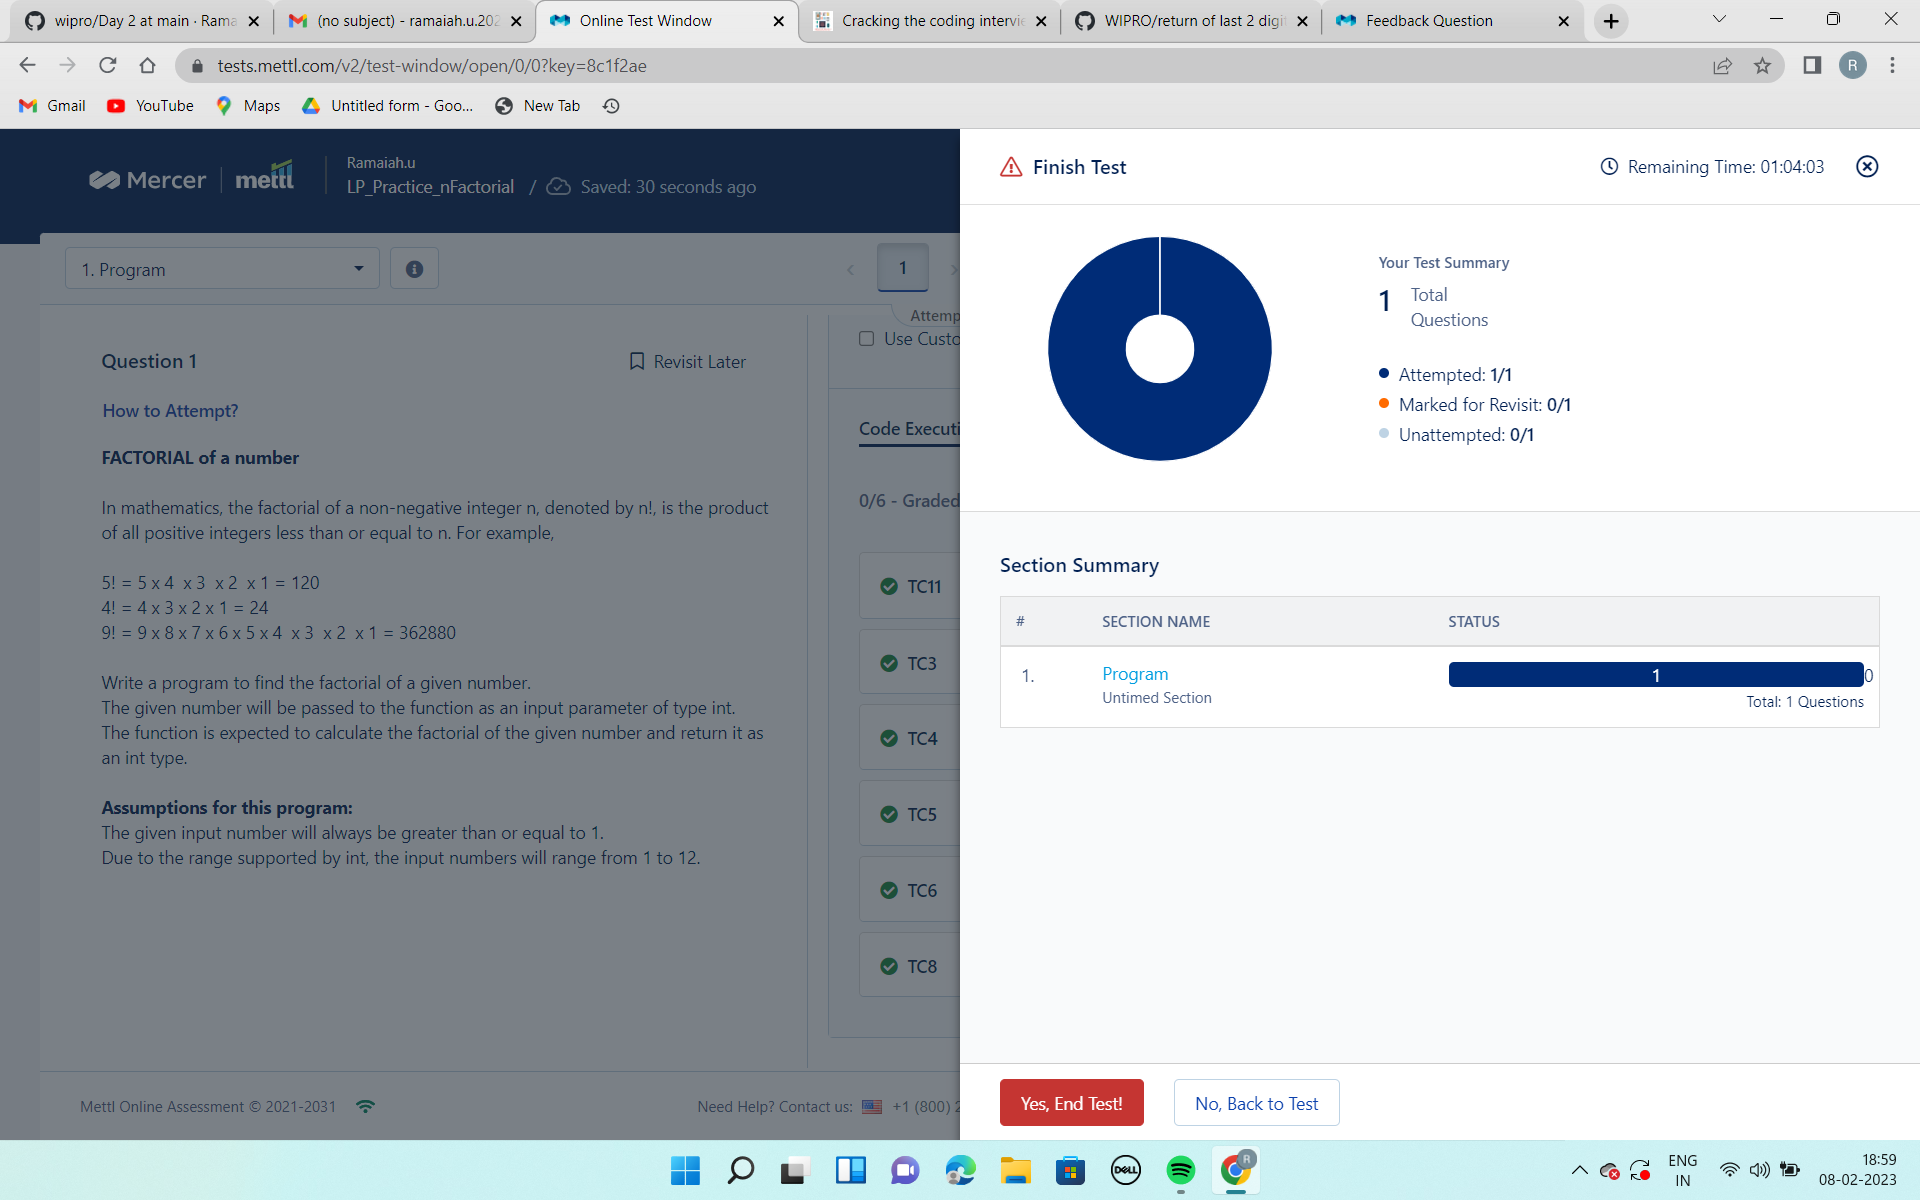 wipro/Day 2 at main · Rama
(no subject) - ramaiah.u.202
Online Test Window
Cracking the coding intervie
WIPRO/return of last 2 digi
Feedback Question
tests.mettl.com/v2/test-window/open/0/0?key=8c1f2ae
R
Gmail
YouTube
Maps
Untitled form - Goo...
New Tab
Mercer
mettl
Ramaiah.u
LP_Practice_nFactorial / Saved: 30 seconds ago
1. Program
1
Attemp
Question 1
Revisit Later
How to Attempt?
FACTORIAL of a number
In mathematics, the factorial of a non-negative integer n, denoted by n!, is the product
of all positive integers less than or equal to n. For example,
5! = 5 x 4 x 3 x 2 x 1 = 120
4! = 4 x 3 x 2 x 1 = 24
9! = 9 x 8 x 7 x 6 x 5 x 4 x 3 x 2 x 1 = 362880
Write a program to find the factorial of a given number.
The given number will be passed to the function as an input parameter of type int.
The function is expected to calculate the factorial of the given number and return it as
an int type.
Assumptions for this program:
The given input number will always be greater than or equal to 1.
Due to the range supported by int, the input numbers will range from 1 to 12.
Use Custo
Code Executi
0/6 - Graded
TC11
TC3
TC4
TC5
TC6
TC8
Mettl Online Assessment © 2021-2031
Need Help? Contact us: +1 (800) 2
Finish Test
Remaining Time: 01:04:03
Your Test Summary
1 Total
Questions
Attempted: 1/1
Marked for Revisit: 0/1
Unattempted: 0/1
Section Summary
# SECTION NAME STATUS
1. Program 1 0
Untimed Section Total: 1 Questions
Yes, End Test!
No, Back to Test
DELL
R
ENG
IN
18:59
08-02-2023